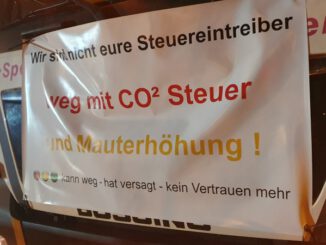 Wir sind nicht eure Steuereintreiber
weg mit CO² Steuer
und Mauterhöhung !
kann weg - hat versagt - kein Vertrauen mehr